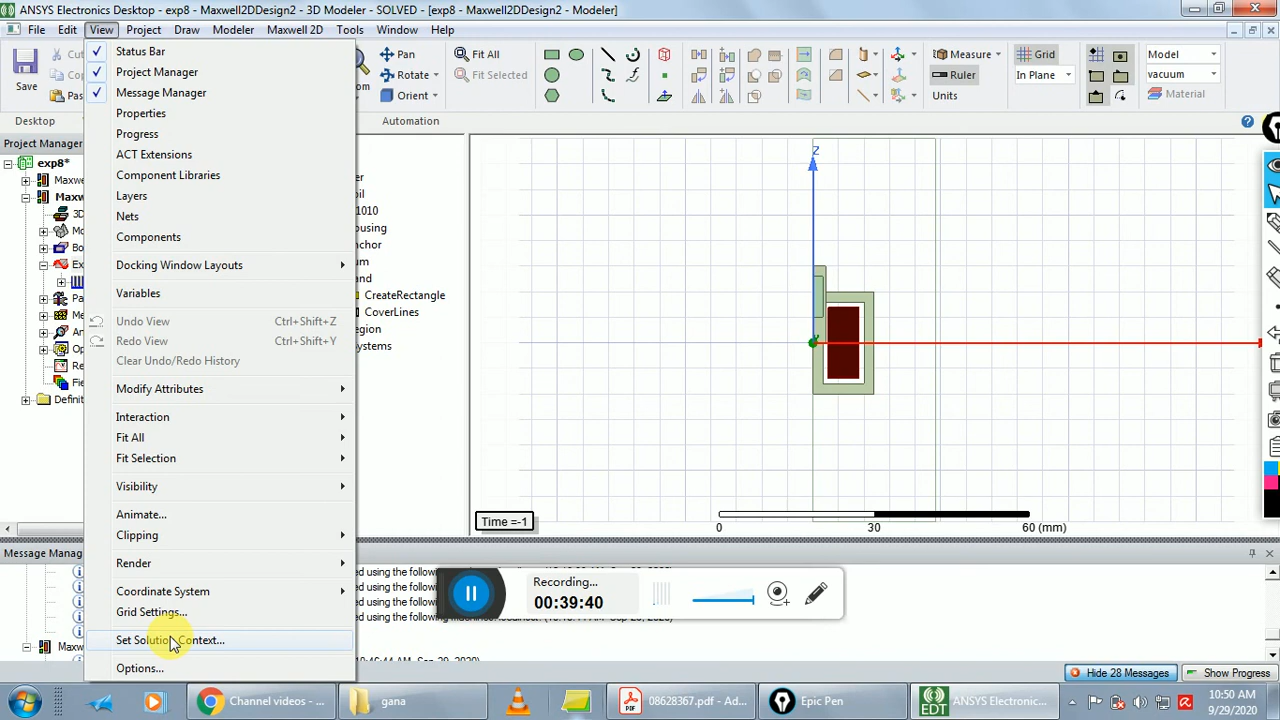 ANSYS Electronics Desktop - exp8 - Maxwell2DDesign2 - 3D Modeler - SOLVED - [exp8 - Maxwell2DDesign2 - Modeler]
File Edit View Project Draw Modeler Maxwell 2D Tools Window Help
Save
Cut
Desktop
Status Bar
Project Manager
Message Manager
Properties
Progress
ACT Extensions
Component Libraries
Layers
Nets
Components
Docking Window Layouts
Variables
Undo View Ctrl+Shift+Z
Redo View Ctrl+Shift+Y
Clear Undo/Redo History
Modify Attributes
Interaction
Fit All
Fit Selection
Visibility
Animate...
Clipping
Render
Coordinate System
Grid Settings...
Set Solution Context...
Options...
Pan
Rotate
Orient
Fit All
Fit Selected
Automation
Measure
Ruler
Units
Grid
In Plane
Model
vacuum
Material
Project Manager
exp8*
CreateRectangle
CoverLines
Z
Time =-1
0 30 60 (mm)
Recording...
00:39:40
Hide 28 Messages
Show Progress
Channel videos - ...
gana
08628367.pdf - Ad...
Epic Pen
ANSYS Electronic...
10:50 AM
9/29/2020